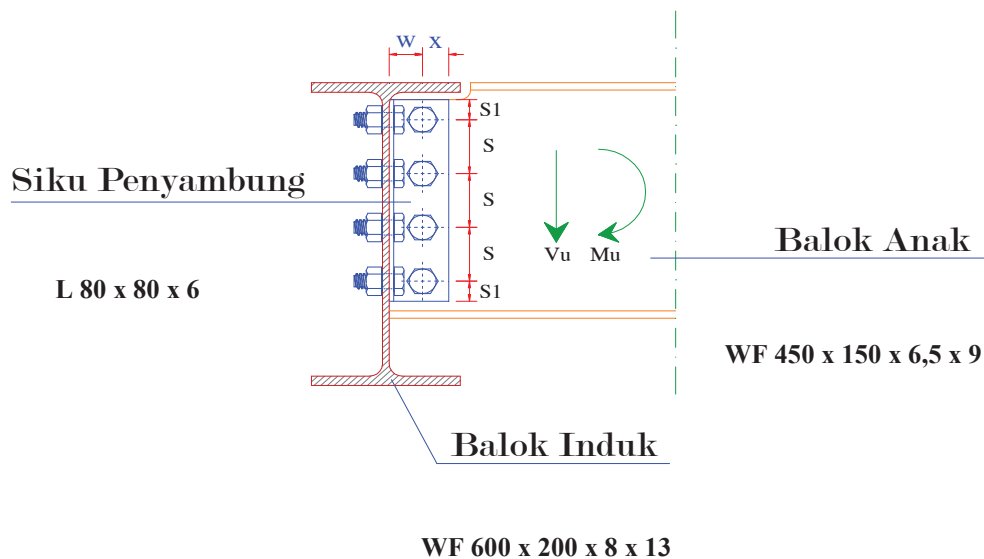 W X
S1
S
Siku Penyambung
S
S
Balok Anak
Vu Mu
S1
L 80 x 80 x 6
WF 450 x 150 x 6,5 x 9
Balok Induk
WF 600 x 200 x 8 x 13